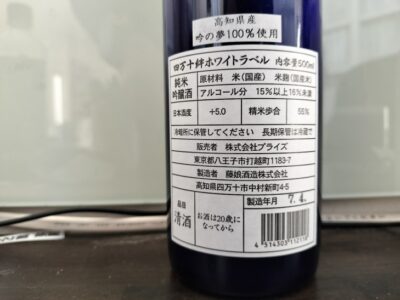 高知県産
吟の夢100%使用
四万十絆ホワイトラベル 内容量500ml
純米吟醸酒 原材料 米(国産) 米麹(国産米)
アルコール分 15%以上16%未満
日本酒度 +5.0 精米歩合 55%
冷暗所に保管してください 長期保管は冷蔵で
販売者 株式会社プライズ
東京都八王子市打越町1183-7
製造者 藤娘酒造株式会社
高知県四万十市中村新町4-5
製造年月 7.4
品目
清酒
お酒は20歳に
なってから
4 514303 112116